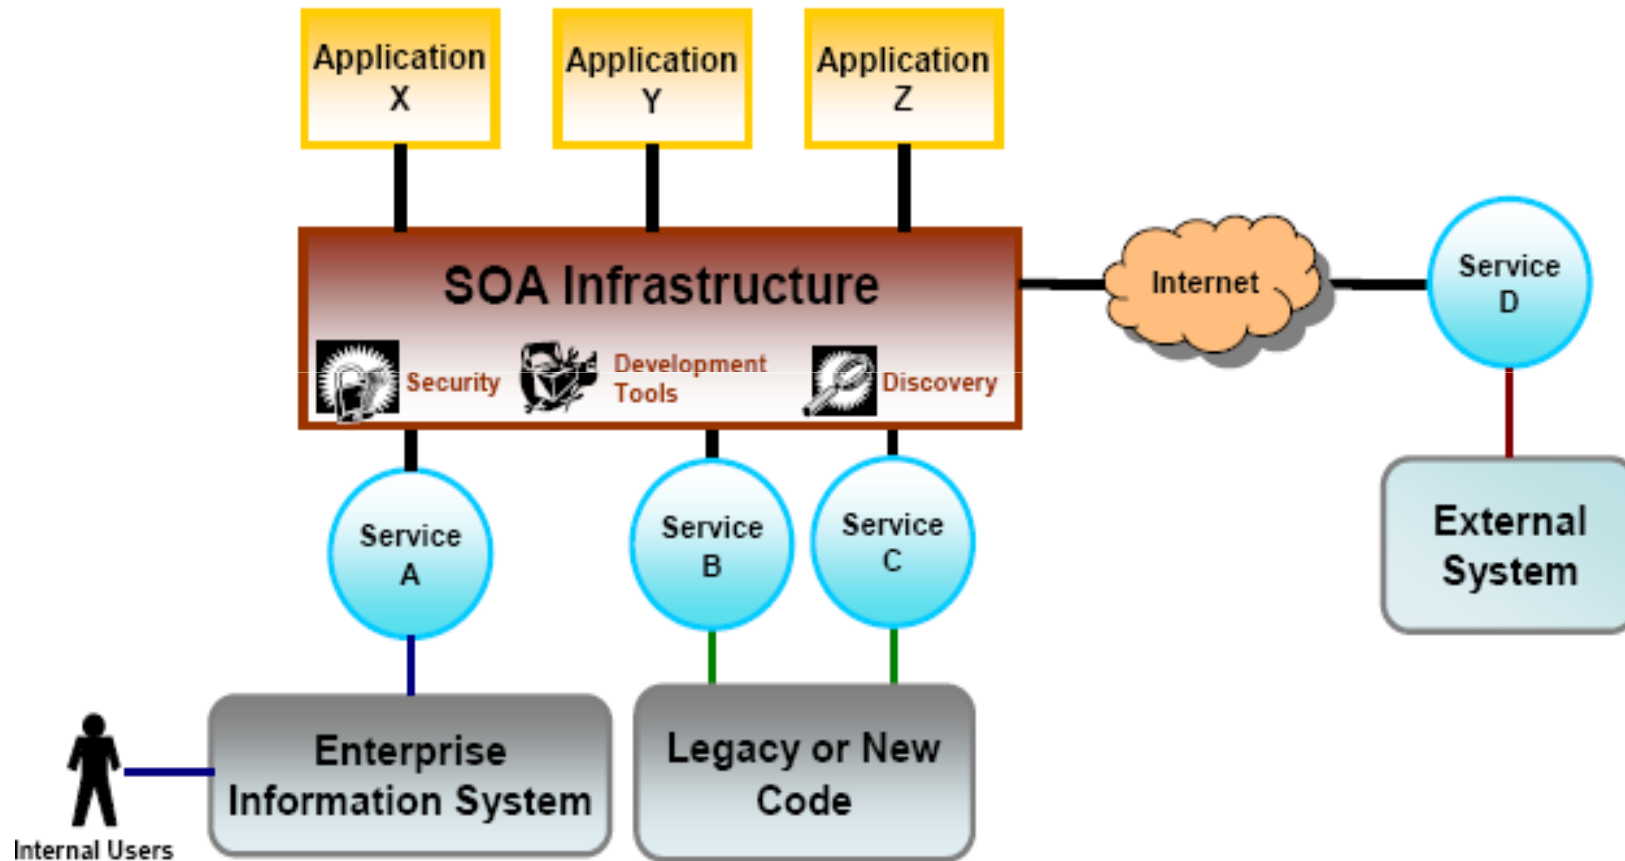 Application
X
Application
Y
Application
Z
SOA Infrastructure
Security
Development
Tools
Discovery
Internet
Service
D
Service
A
Service
B
Service
C
External
System
Enterprise
Information System
Legacy or New
Code
Internal Users